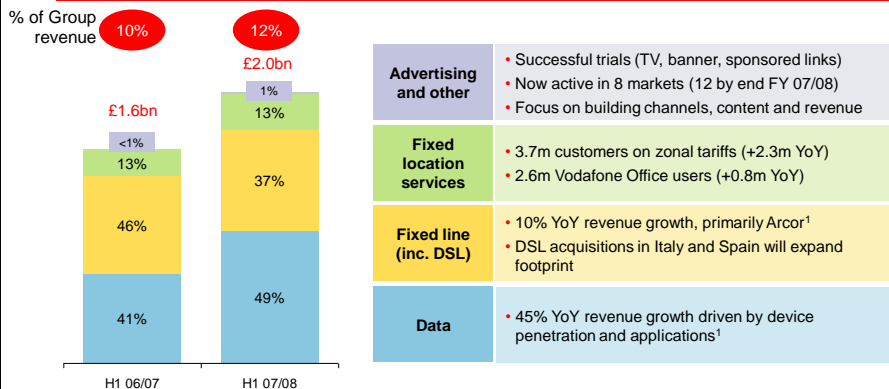 % of Group
revenue
10%
12%
£1.6bn
£2.0bn
<1%
13%
46%
41%
1%
13%
37%
49%
H1 06/07
H1 07/08
Advertising
and other
• Successful trials (TV, banner, sponsored links)
• Now active in 8 markets (12 by end FY 07/08)
• Focus on building channels, content and revenue
Fixed
location
services
• 3.7m customers on zonal tariffs (+2.3m YoY)
• 2.6m Vodafone Office users (+0.8m YoY)
Fixed line
(inc. DSL)
• 10% YoY revenue growth, primarily Arcor¹
• DSL acquisitions in Italy and Spain will expand
footprint
Data
• 45% YoY revenue growth driven by device
penetration and applications¹